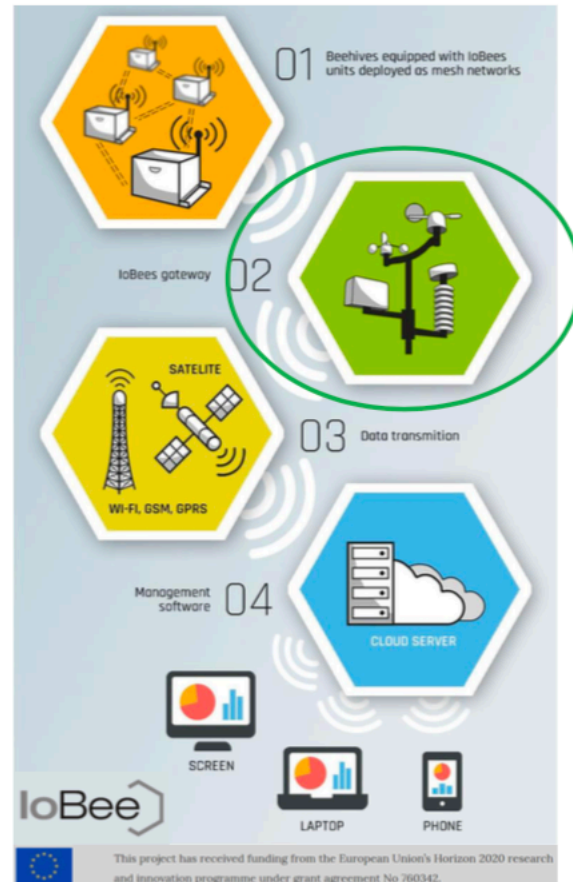 01 Beehives equipped with IoBees
units deployed as mesh networks
IoBees gateway 02
SATELITE
WI-FI, GSM, GPRS
03 Data transmition
Management
software 04
CLOUD SERVER
SCREEN
LAPTOP
PHONE
IoBee
This project has received funding from the European Union's Horizon 2020 research
and innovation programme under grant agreement No 760342.